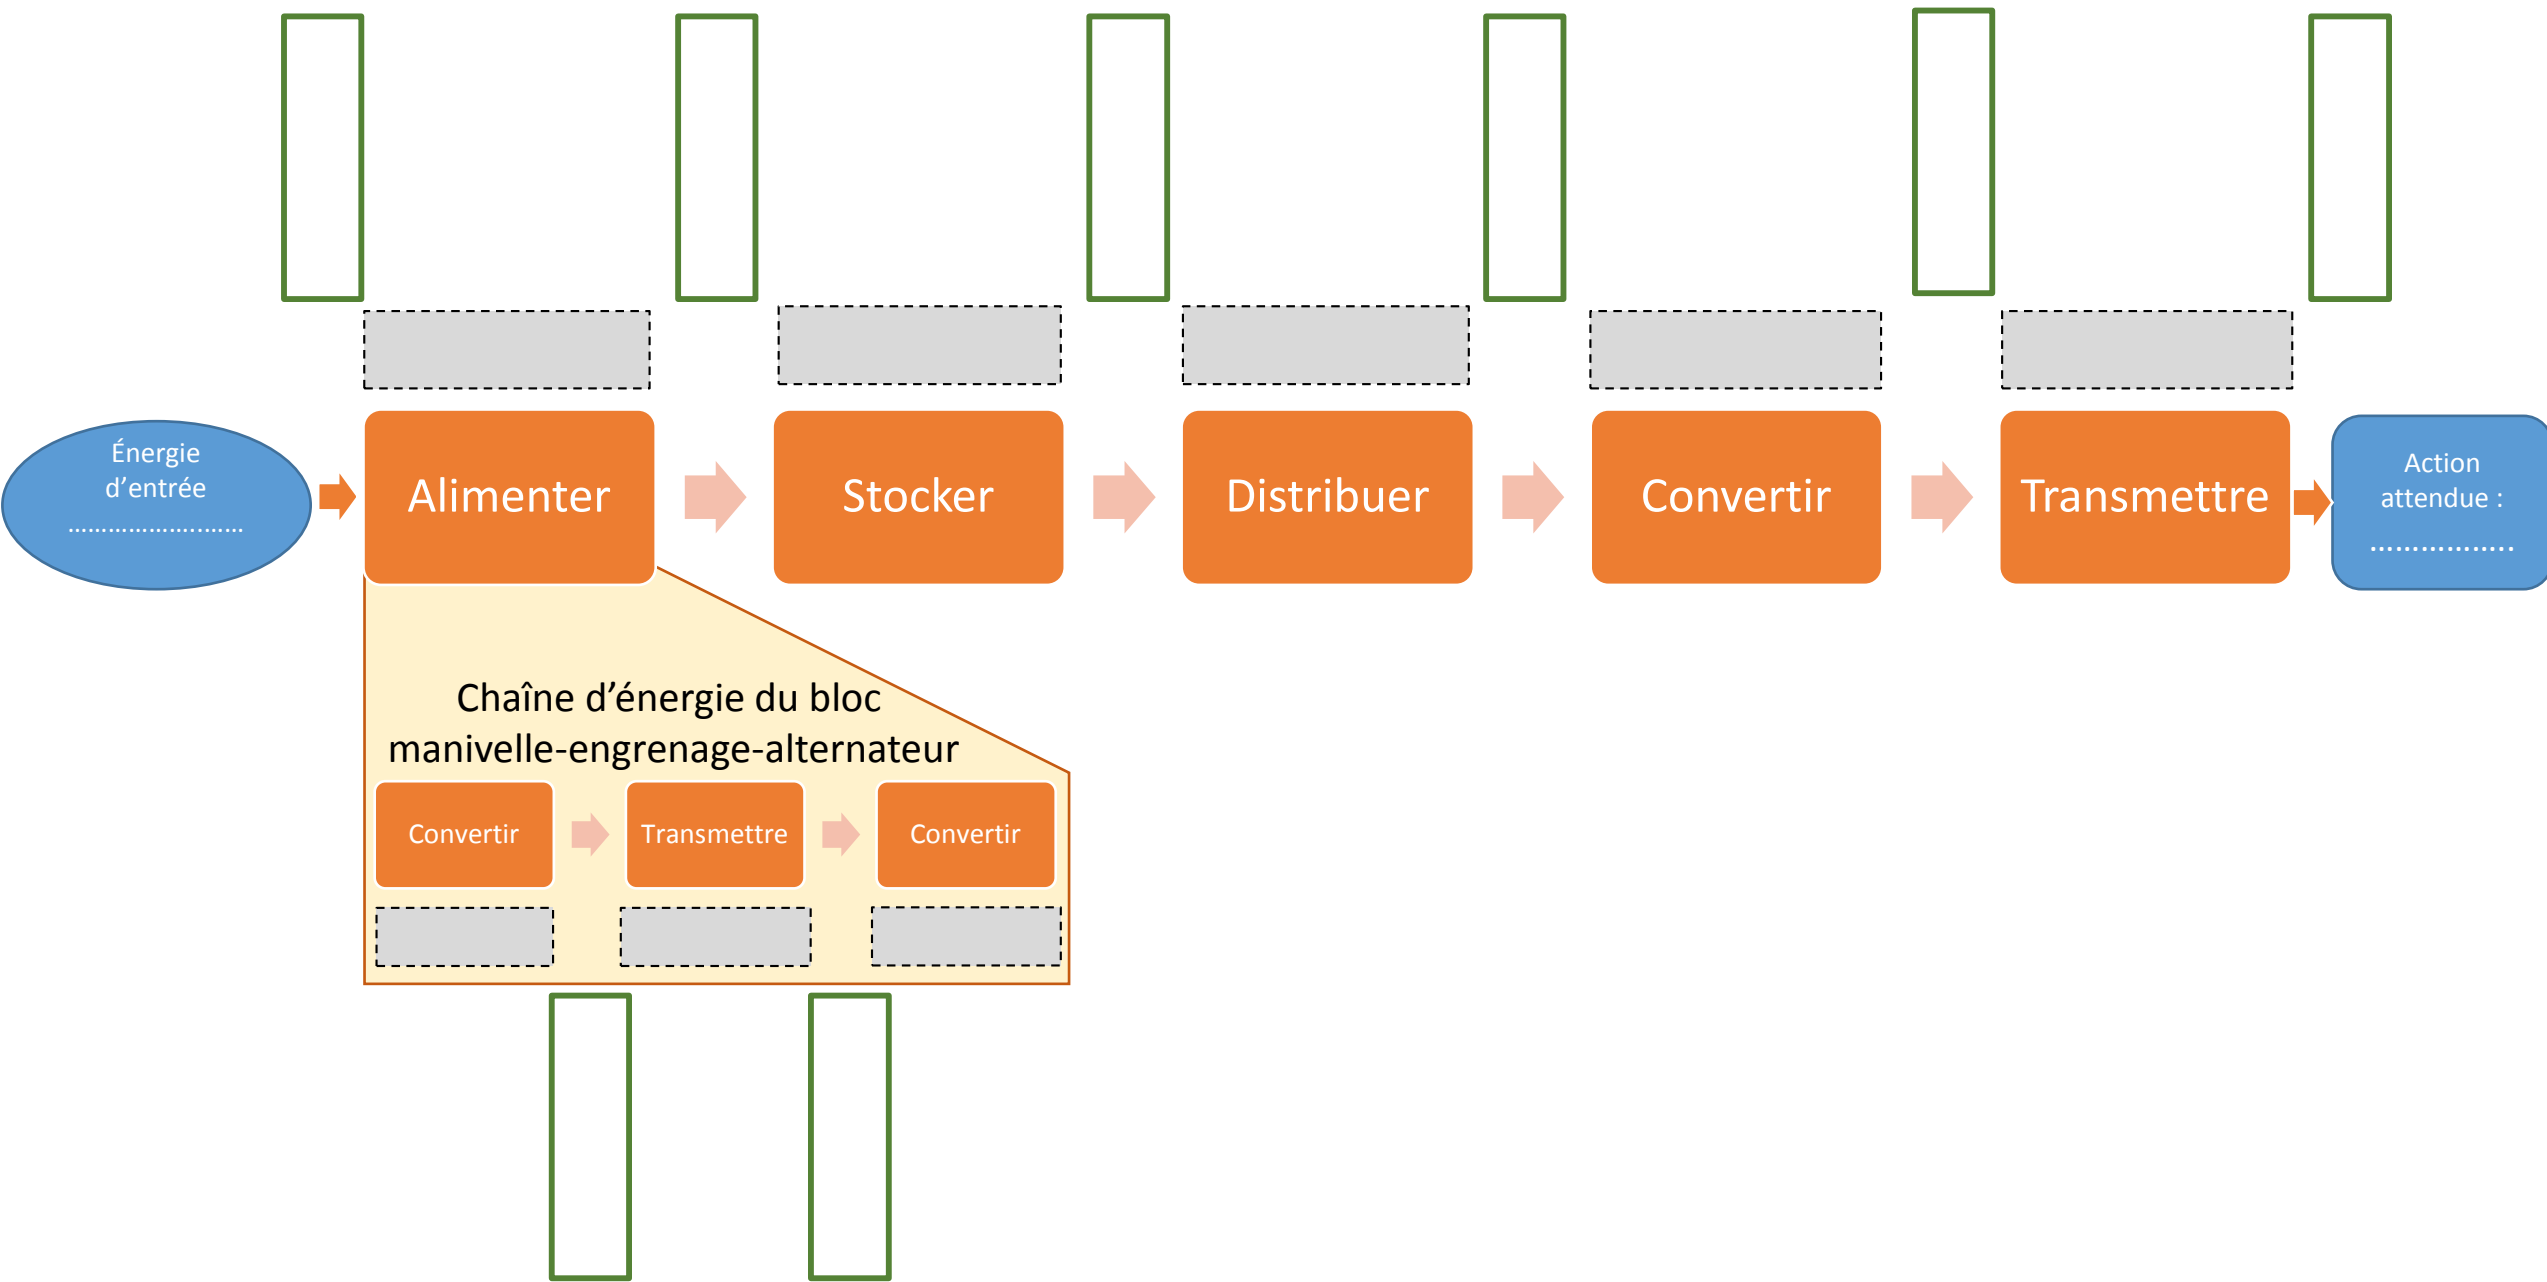 Énergie
d'entrée
……………….……
Alimenter
Stocker
Distribuer
Convertir
Transmettre
Action
attendue :
……………..
Chaîne d'énergie du bloc
manivelle-engrenage-alternateur
Convertir
Transmettre
Convertir